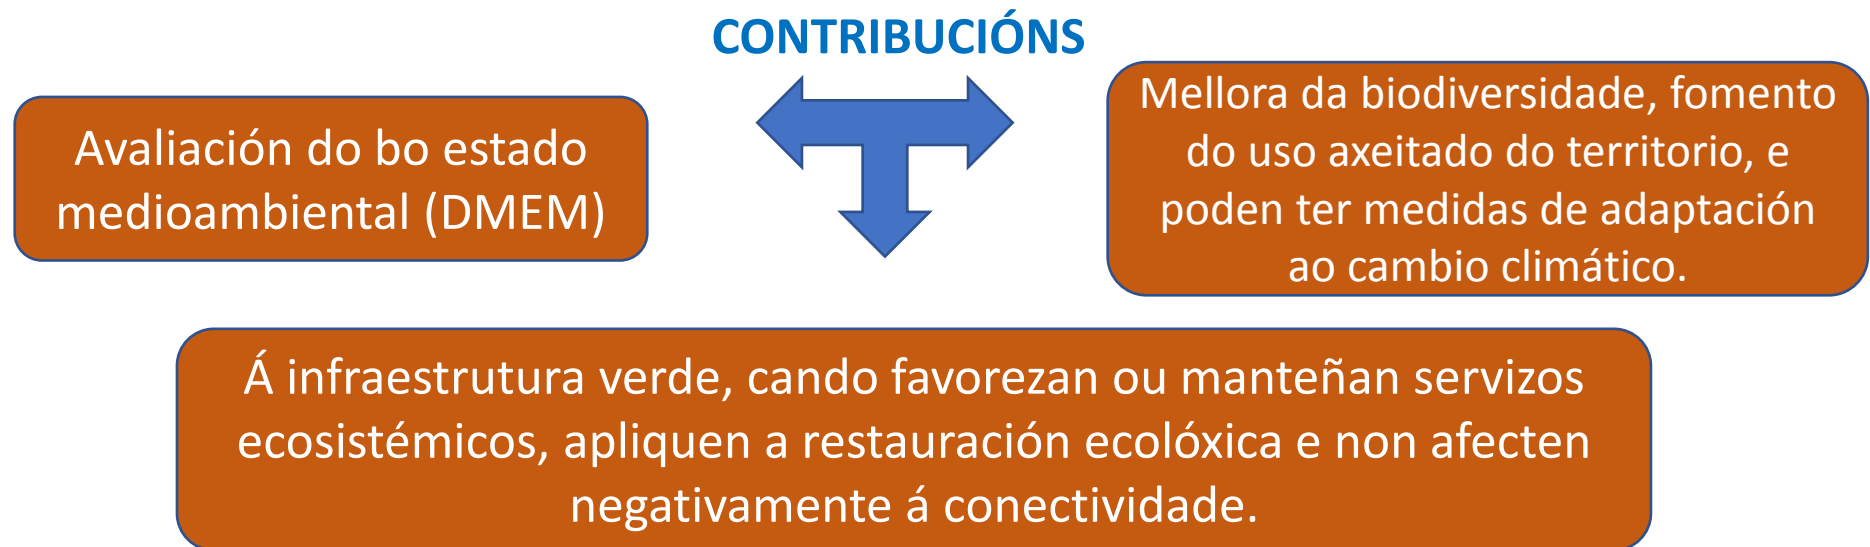 CONTRIBUCIÓNS
Avaliación do bo estado
medioambiental (DMEM)
Mellora da biodiversidade, fomento
do uso axeitado do territorio, e
poden ter medidas de adaptación
ao cambio climático.
Á infraestrutura verde, cando favorezan ou manteñan servizos
ecosistémicos, apliquen a restauración ecolóxica e non afecten
negativamente á conectividade.